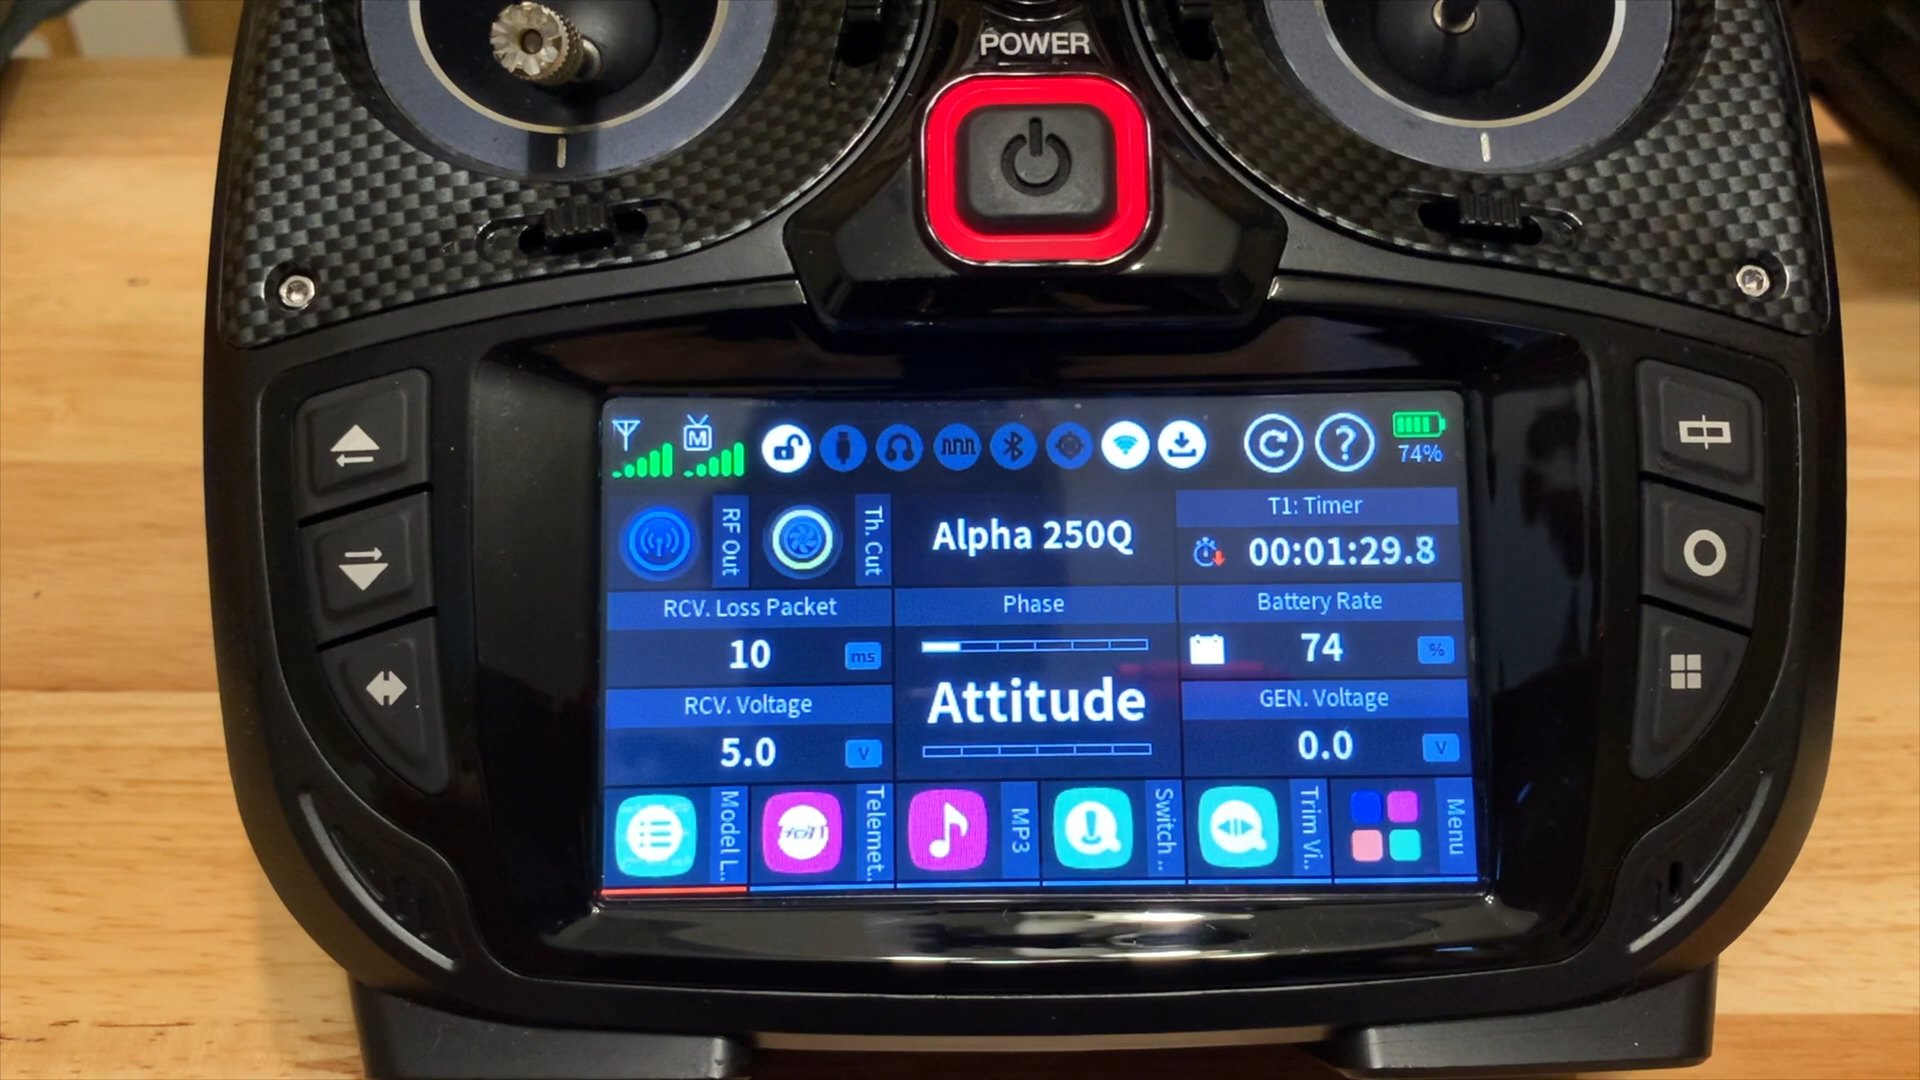 POWER
M
74%
RF Out
Th. Cut
Alpha 250Q
T1: Timer
00:01:29.8
RCV. Loss Packet
10 ms
Phase
Attitude
Battery Rate
74 %
RCV. Voltage
5.0 V
GEN. Voltage
0.0 V
Model L..
HoTT
Telemet..
MP3
Switch ..
Trim Vi..
Menu